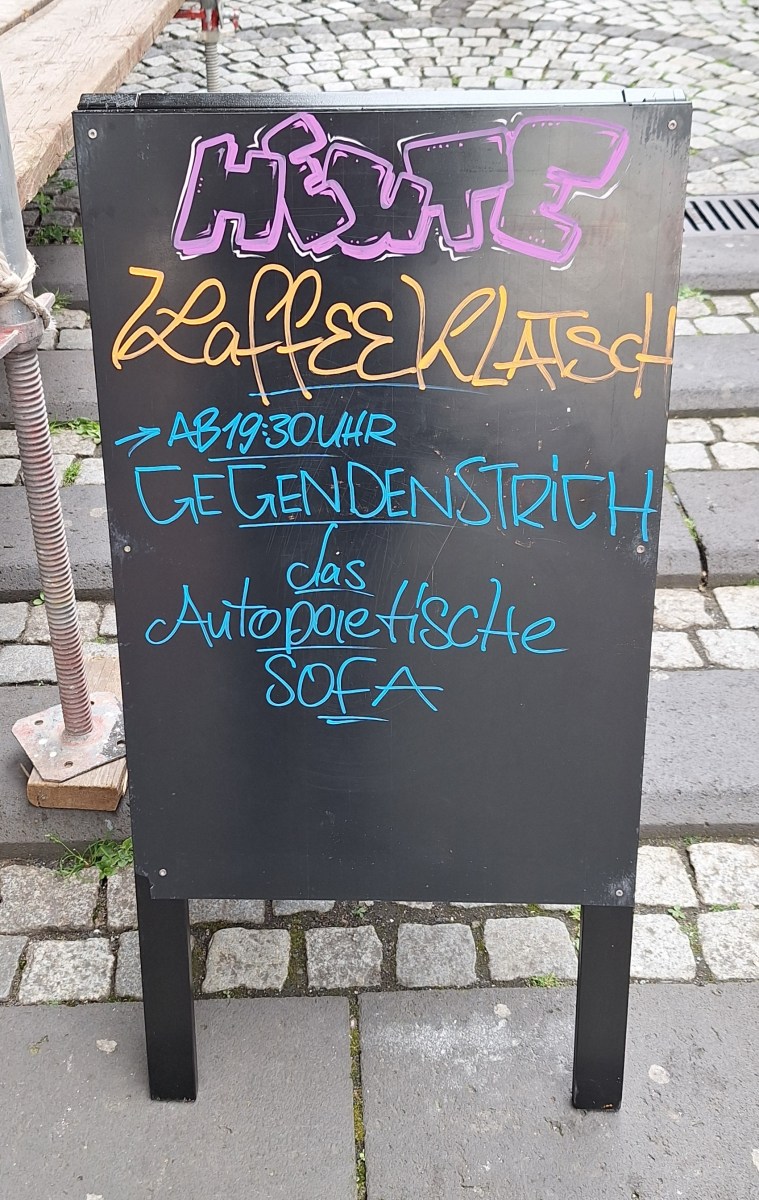 HEUTE
KaffEEKLATSCH
→ AB 19:30 UHR
GEGENDENSTRiCH
das
AutopoietischE
SOFA